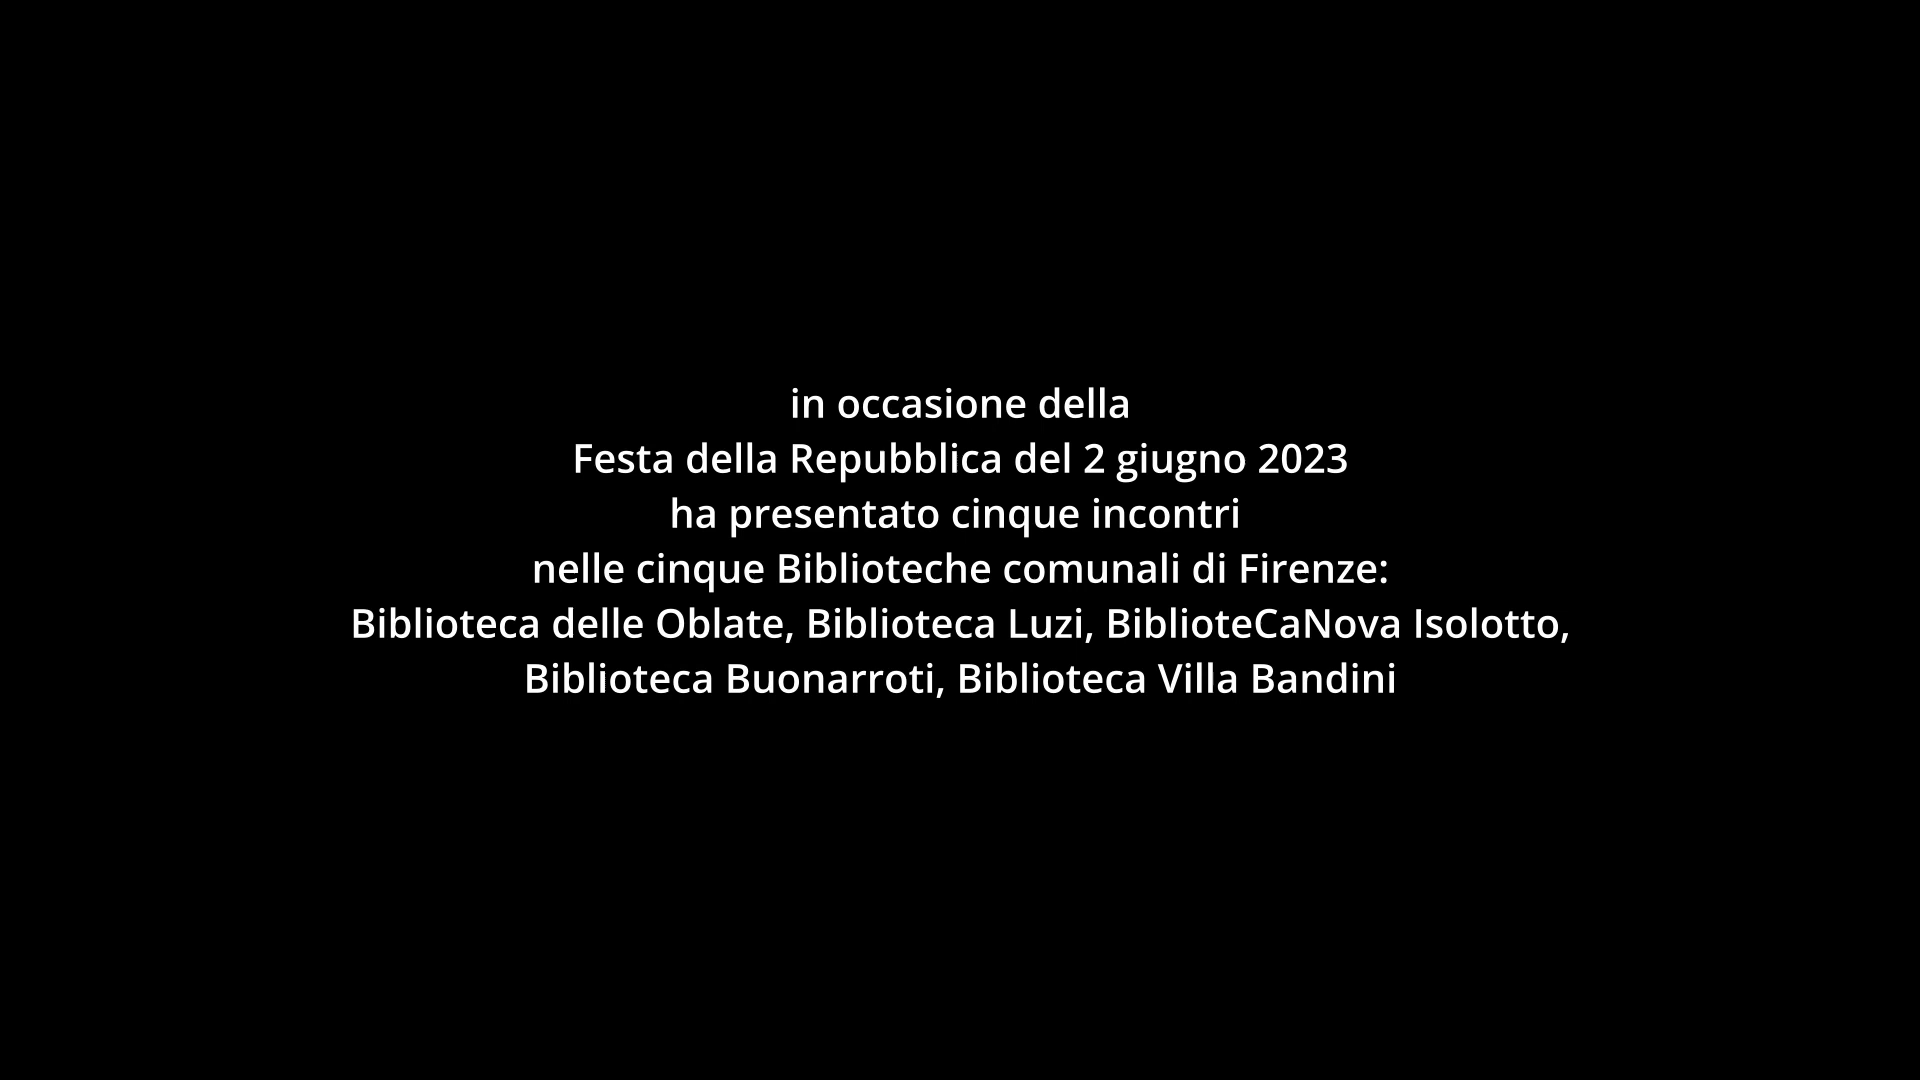 in occasione della
Festa della Repubblica del 2 giugno 2023
ha presentato cinque incontri
nelle cinque Biblioteche comunali di Firenze:
Biblioteca delle Oblate, Biblioteca Luzi, BiblioteCaNova Isolotto,
Biblioteca Buonarroti, Biblioteca Villa Bandini